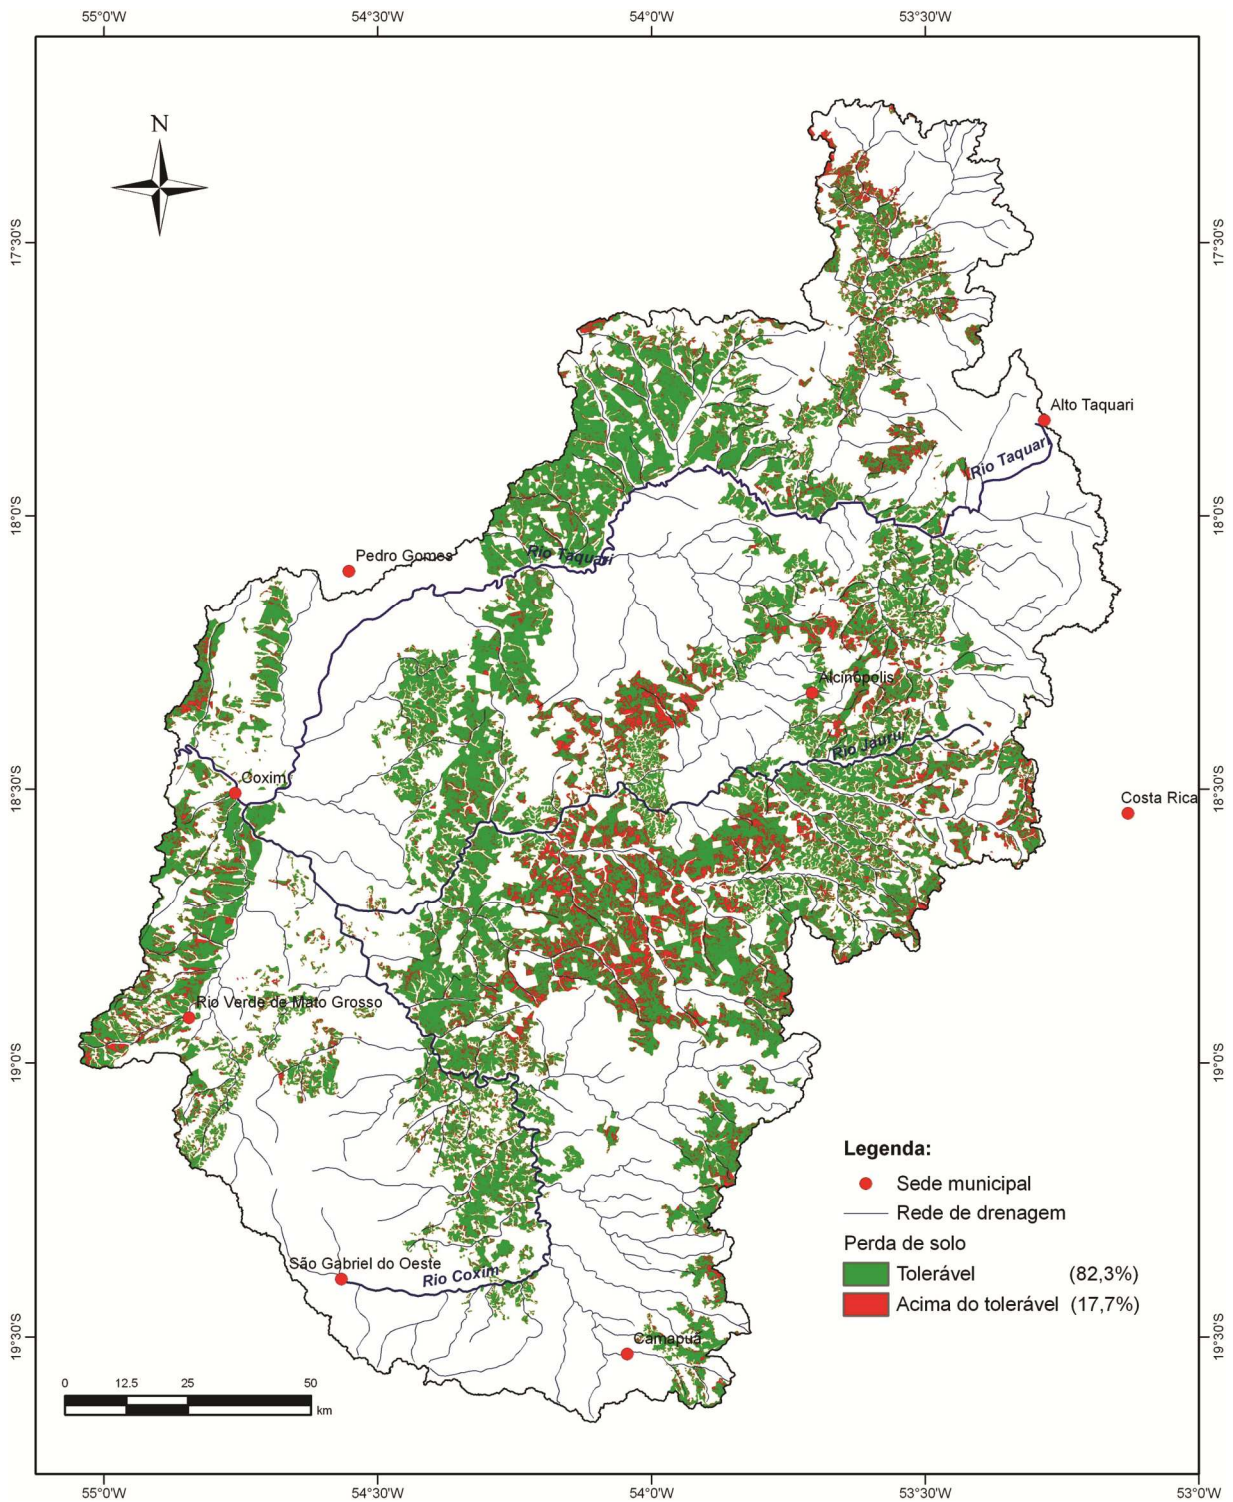 55°0'W 54°30'W 54°0'W 53°30'W
N
17°30'S 17°30'S
Alto Taquari
Rio Taquari
18°0'S 18°0'S
Pedro Gomes
Rio Taquari
Alcinópolis
Rio Jauru
Coxim
18°30'S 18°30'S
Costa Rica
Rio Verde de Mato Grosso
19°0'S 19°0'S
Legenda:
Sede municipal
Rede de drenagem
Perda de solo
Tolerável (82,3%)
Acima do tolerável (17,7%)
São Gabriel do Oeste
Rio Coxim
Camapuã
19°30'S 19°30'S
0 12.5 25 50
km
55°0'W 54°30'W 54°0'W 53°30'W 53°0'W